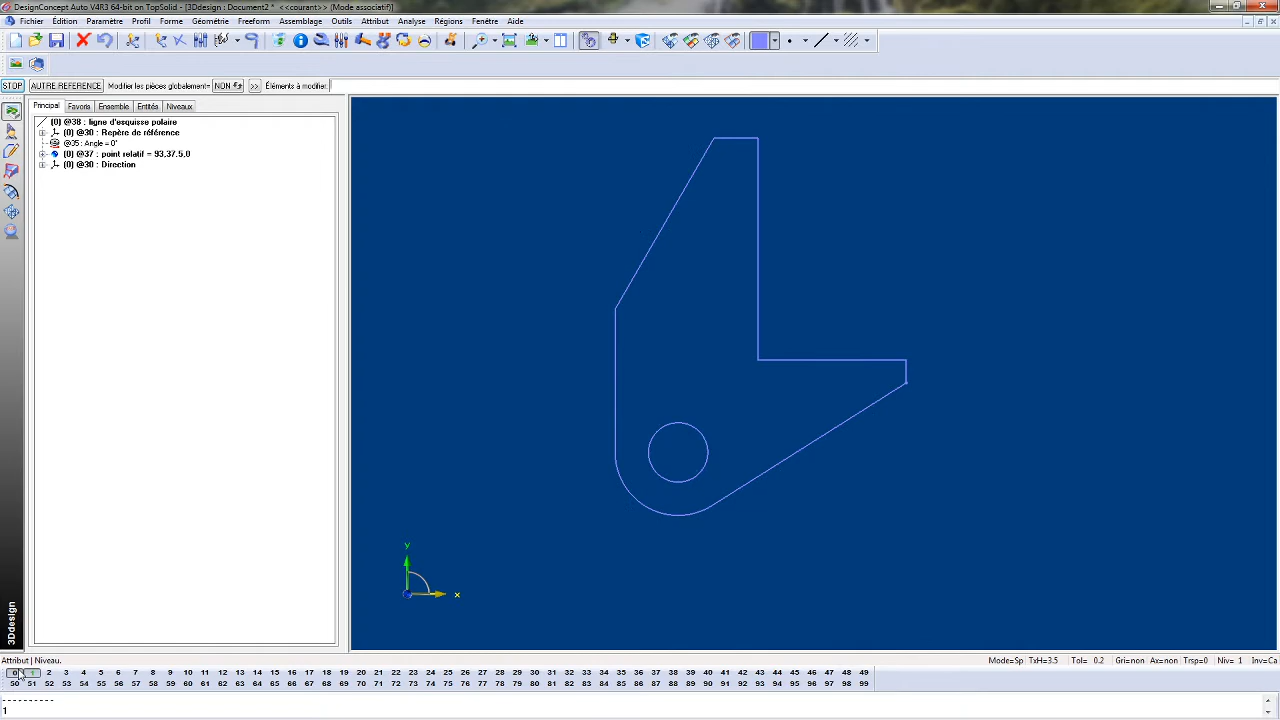 DesignConcept Auto V4R3 64-bit on TopSolid - [3Ddesign : Document2 * <<courant>> (Mode associatif)]
Fichier Édition Paramètre Profil Forme Géométrie Freeform Assemblage Outils Attribut Analyse Régions Fenêtre Aide
STOP AUTRE REFERENCE Modifier les pièces globalement= NON >> Éléments à modifier:
Principal Favoris Ensemble Entités Niveaux
(0) @38 : ligne d'esquisse polaire
(0) @30 : Repère de référence
@35: Angle = 0°
(0) @37 : point relatif = 93,37.5,0
(0) @30 : Direction
Y
x
3Ddesign
Attribut | Niveau. Mode=Sp TxH=3.5 Tol= 0.2 Gri=non Ax=non Trsp=0 Niv= 1 Inv=Ca
0 1 2 3 4 5 6 7 8 9 10 11 12 13 14 15 16 17 18 19 20 21 22 23 24 25 26 27 28 29 30 31 32 33 34 35 36 37 38 39 40 41 42 43 44 45 46 47 48 49
50 51 52 53 54 55 56 57 58 59 60 61 62 63 64 65 66 67 68 69 70 71 72 73 74 75 76 77 78 79 80 81 82 83 84 85 86 87 88 89 90 91 92 93 94 95 96 97 98 99
----------
1